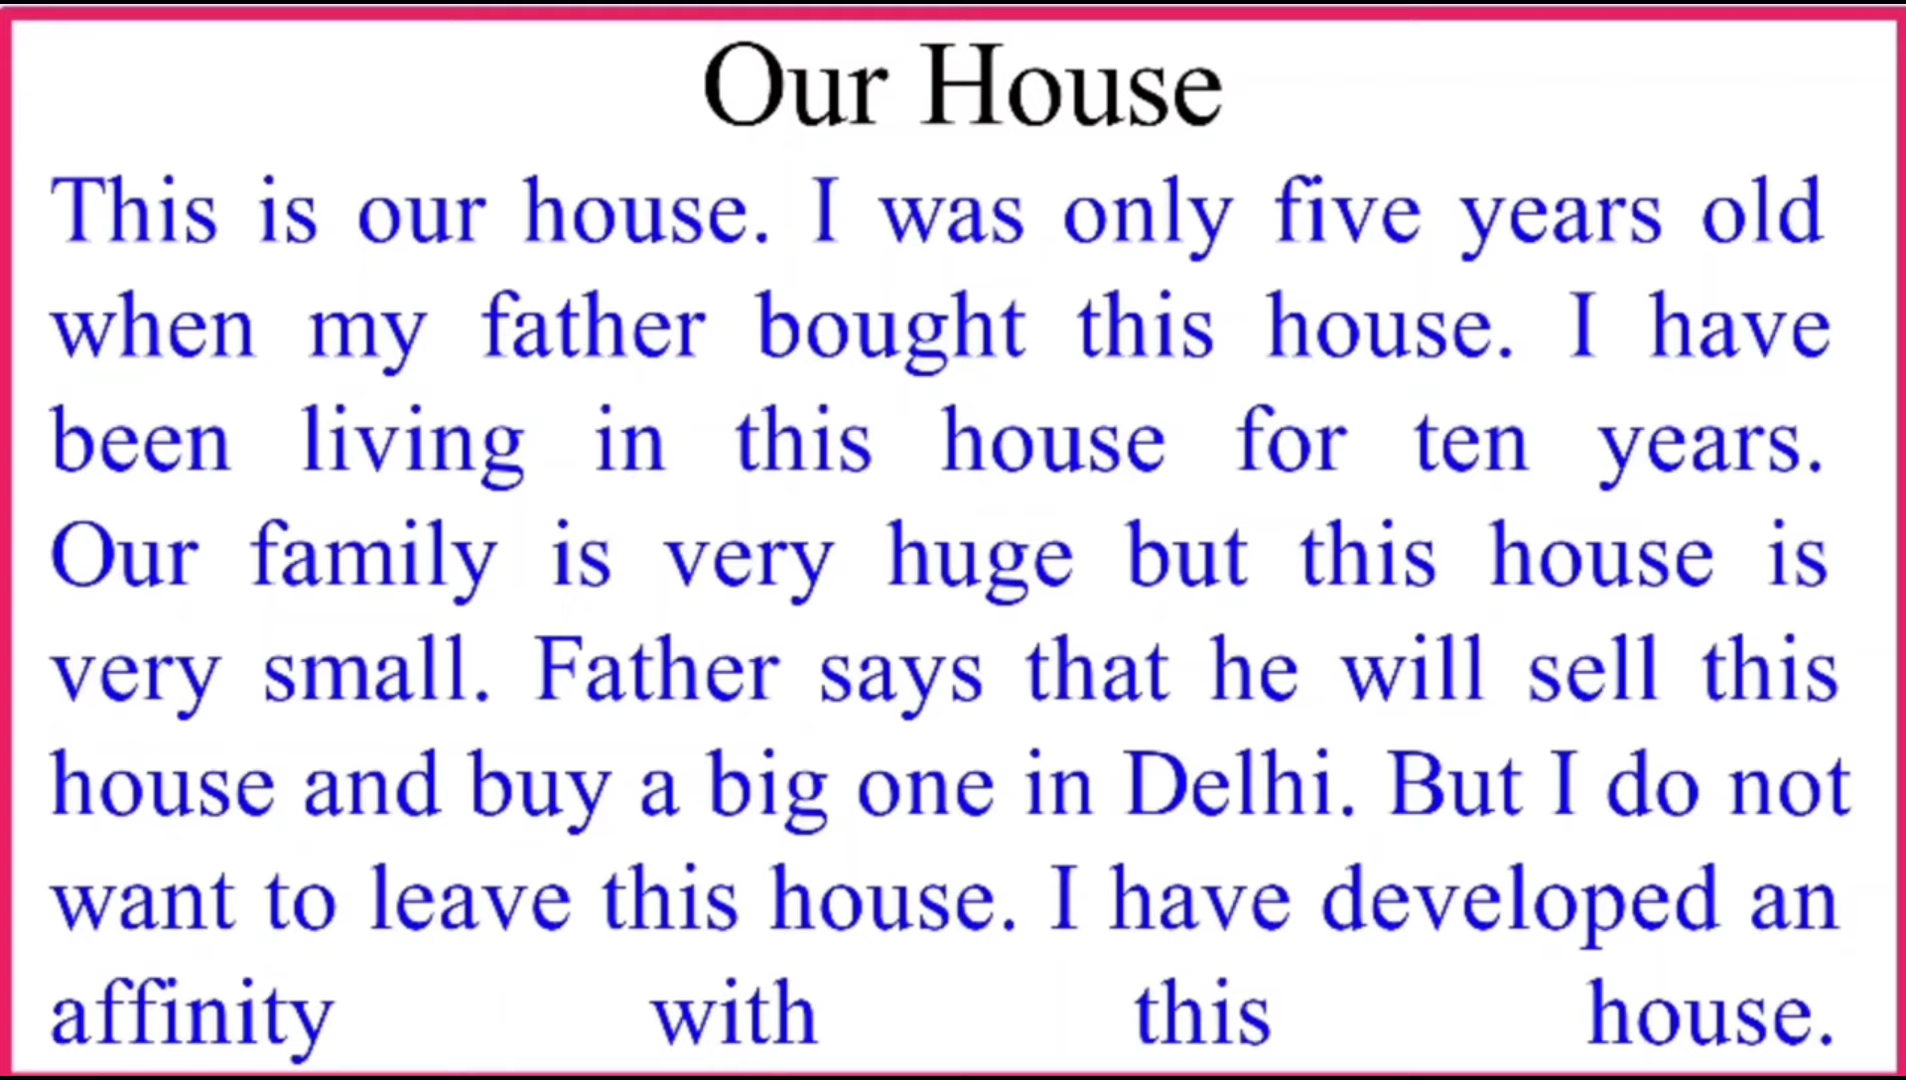 Our House
This is our house. I was only five years old
when my father bought this house. I have
been living in this house for ten years.
Our family is very huge but this house is
very small. Father says that he will sell this
house and buy a big one in Delhi. But I do not
want to leave this house. I have developed an
affinity with this house.